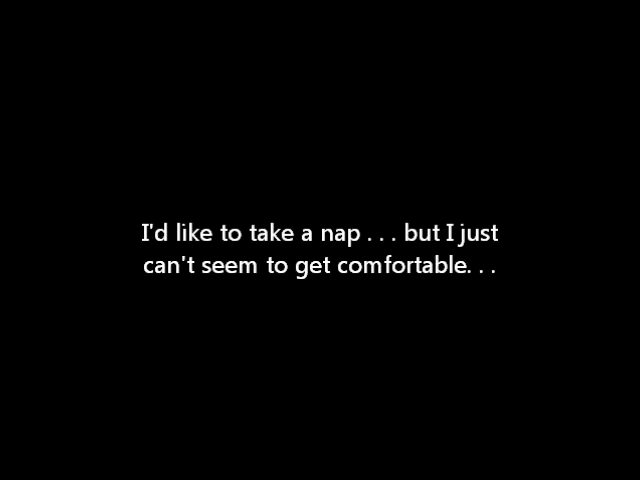 I'd like to take a nap . . . but I just
can't seem to get comfortable. . .